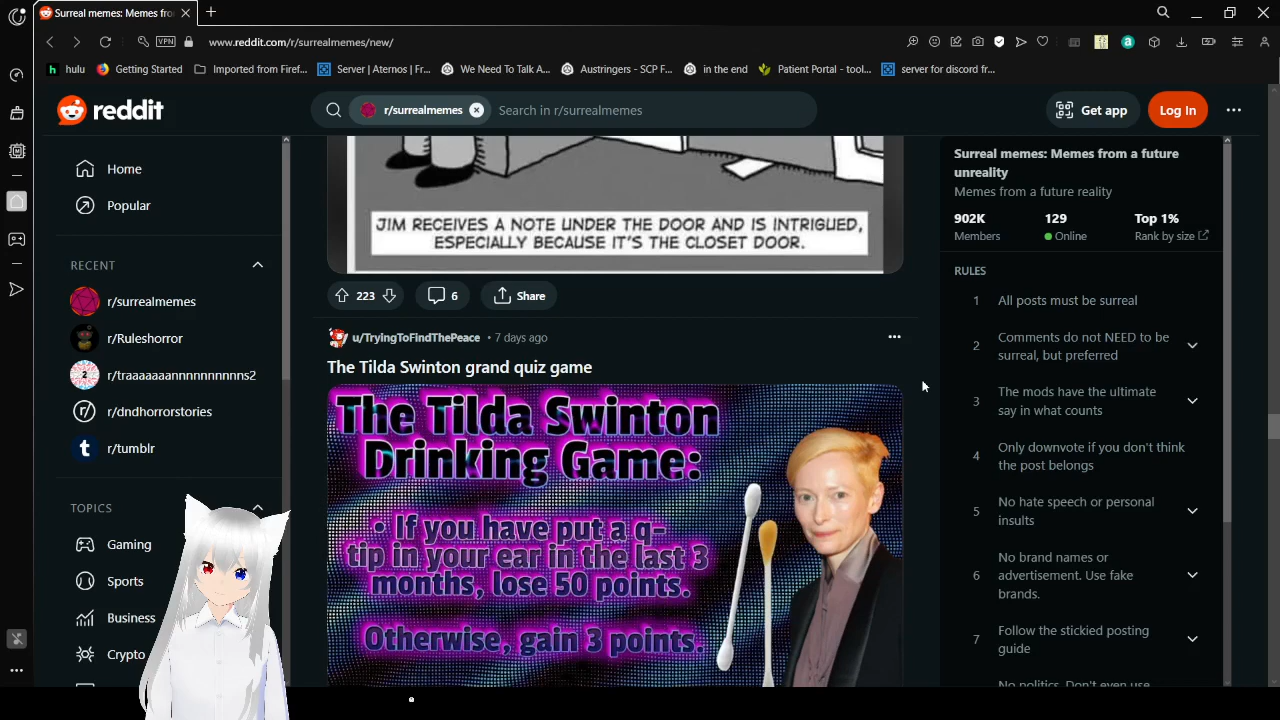 Surreal memes: Memes fro
VPN
www.reddit.com/r/surrealmemes/new/
hulu
Getting Started
Imported from Firef...
Server | Aternos | Fr...
We Need To Talk A...
Austringers - SCP F...
in the end
Patient Portal - tool...
server for discord fr...
reddit
r/surrealmemes
Search in r/surrealmemes
Get app
Log In
Home
Popular
RECENT
r/surrealmemes
r/Ruleshorror
r/traaaaaaannnnnnnnnns2
r/dndhorrorstories
r/tumblr
TOPICS
Gaming
Sports
Business
Crypto
JIM RECEIVES A NOTE UNDER THE DOOR AND IS INTRIGUED,
ESPECIALLY BECAUSE IT'S THE CLOSET DOOR.
223
6
Share
u/TryingToFindThePeace • 7 days ago
The Tilda Swinton grand quiz game
The Tilda Swinton
Drinking Game:
• If you have put a q-
tip in your ear in the last 3
months, lose 50 points.
Otherwise, gain 3 points.
Surreal memes: Memes from a future
unreality
Memes from a future reality
902K
Members
129
Online
Top 1%
Rank by size
RULES
1 All posts must be surreal
2 Comments do not NEED to be
surreal, but preferred
3 The mods have the ultimate
say in what counts
4 Only downvote if you don't think
the post belongs
5 No hate speech or personal
insults
6 No brand names or
advertisement. Use fake
brands.
7 Follow the stickied posting
guide
No politics. Don't even use